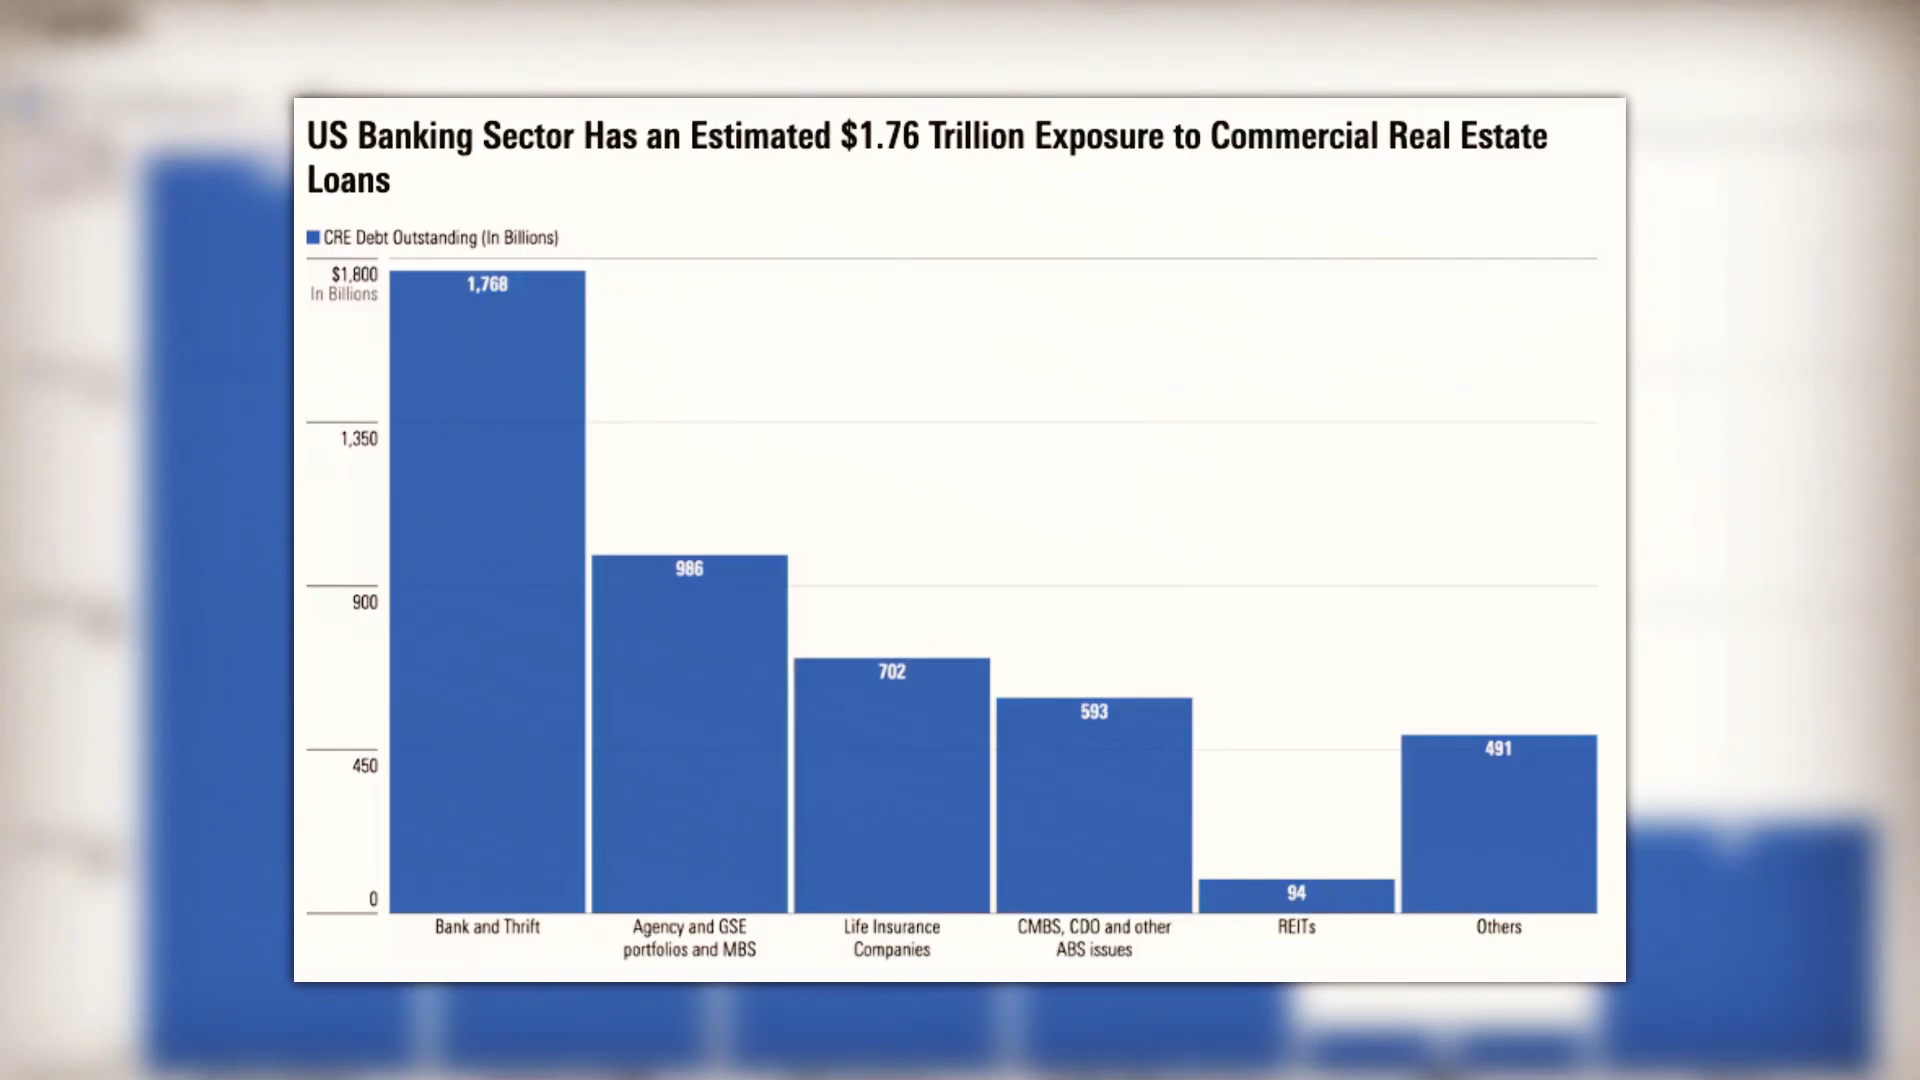 US Banking Sector Has an Estimated $1.76 Trillion Exposure to Commercial Real Estate
Loans
CRE Debt Outstanding (In Billions)
$1,800
In Billions
1,350
900
450
0
1,768
986
702
593
94
491
Bank and Thrift
Agency and GSE
portfolios and MBS
Life Insurance
Companies
CMBS, CDO and other
ABS issues
REITs
Others